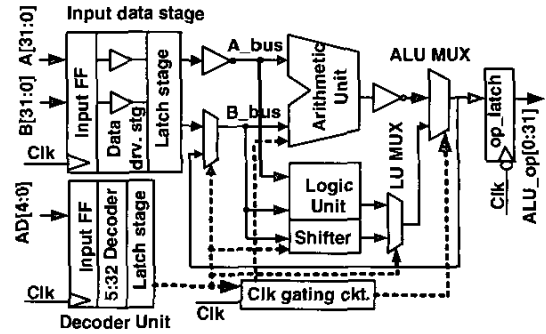 Input data stage
A[31:0]
B[31:0]
Clk
Input FF
Data
drv. stg
Latch stage
A_bus
B_bus
Arithmetic
Unit
ALU MUX
op_latch
Clk
ALU_op[0:31]
LU MUX
Logic
Unit
Shifter
AD[4:0]
Clk
Input FF
5:32 Decoder
Latch stage
Decoder Unit
Clk
Clk gating ckt.